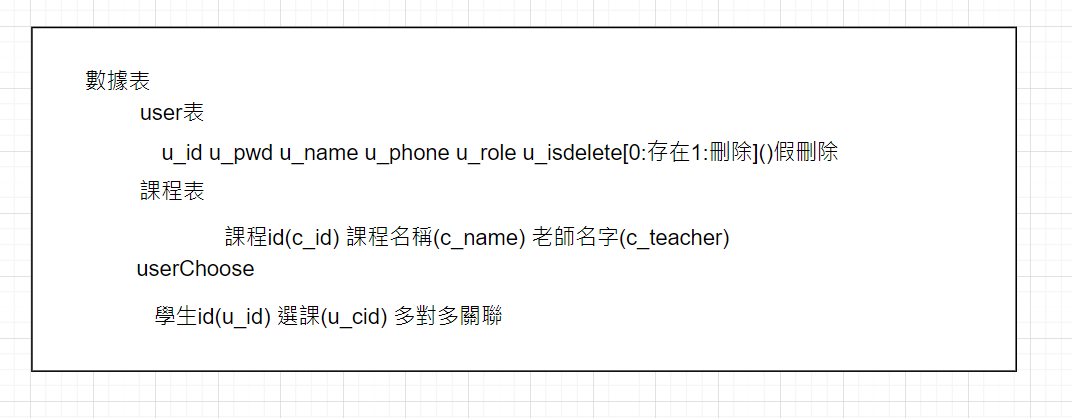 數據表
user表
u_id u_pwd u_name u_phone u_role u_isdelete[0:存在1:刪除]()假刪除
課程表
課程id(c_id) 課程名稱(c_name) 老師名字(c_teacher)
userChoose
學生id(u_id) 選課(u_cid) 多對多關聯